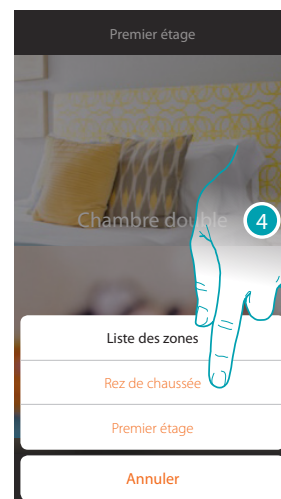 Premier étage
Chambre double
4
Liste des zones
Rez de chaussée
Premier étage
Annuler